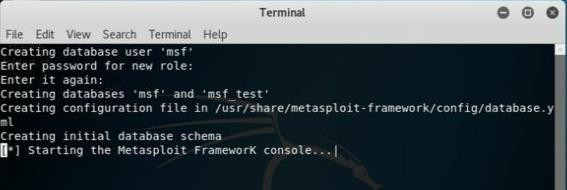 Terminal
File Edit View Search Terminal Help
Creating database user 'msf'
Enter password for new role:
Enter it again:
Creating databases 'msf' and 'msf_test'
Creating configuration file in /usr/share/metasploit-framework/config/database.y
ml
Creating initial database schema
[*] Starting the Metasploit FrameworK console...|